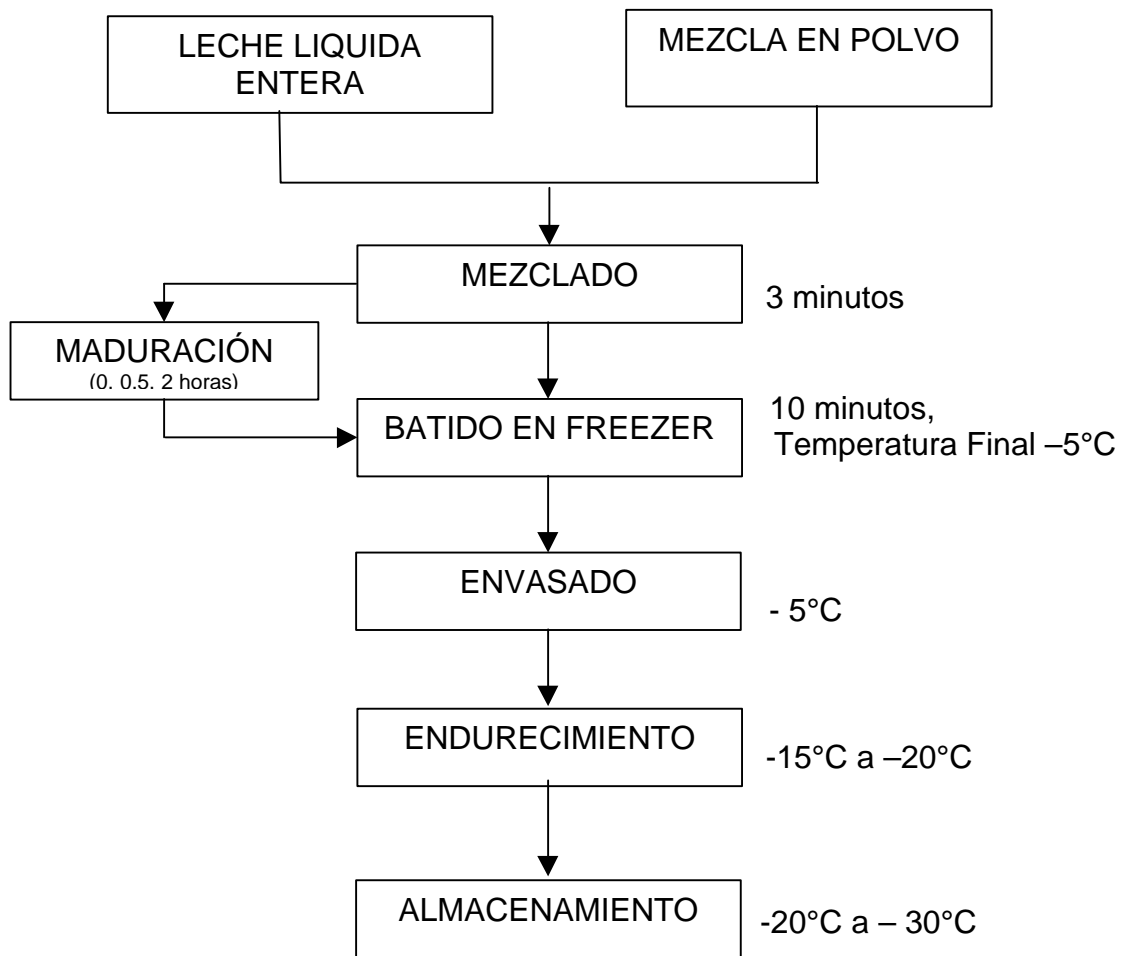 LECHE LIQUIDA
ENTERA
MEZCLA EN POLVO
MEZCLADO
3 minutos
MADURACIÓN
(0. 0.5. 2 horas)
BATIDO EN FREEZER
10 minutos,
Temperatura Final –5°C
ENVASADO
- 5°C
ENDURECIMIENTO
-15°C a –20°C
ALMACENAMIENTO
-20°C a – 30°C